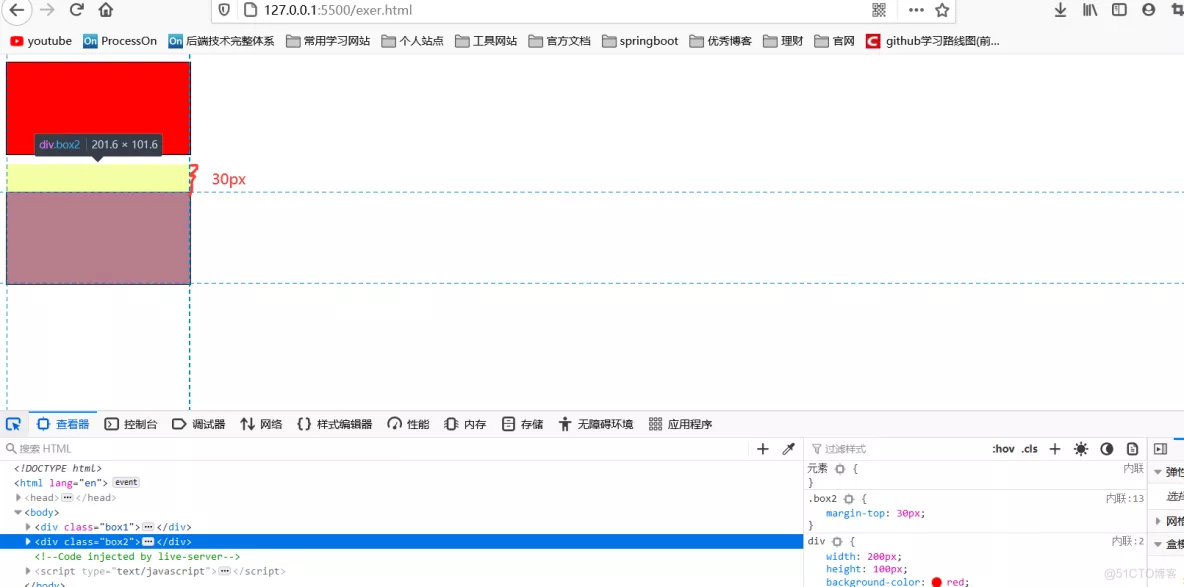 127.0.0.1:5500/exer.html
youtube ProcessOn 后端技术完整体系 常用学习网站 个人站点 工具网站 官方文档 springboot 优秀博客 理财 官网 github学习路线图(前...
div.box2 201.6 × 101.6
30px
查看器 控制台 调试器 网络 样式编辑器 性能 内存 存储 无障碍环境 应用程序
搜索 HTML
过滤样式 :hov .cls
<!DOCTYPE html>
<html lang="en"> event
<head> </head>
<body>
<div class="box1"> </div>
<div class="box2"> </div>
<!--Code injected by live-server-->
<script type="text/javascript"> </script>
</body>
元素 { 内联
}
.box2 { 内联:13
margin-top: 30px;
}
div { 内联:2
width: 200px;
height: 100px;
background-color: red;
弹性
选择
网格
盒模
@51CTO博客